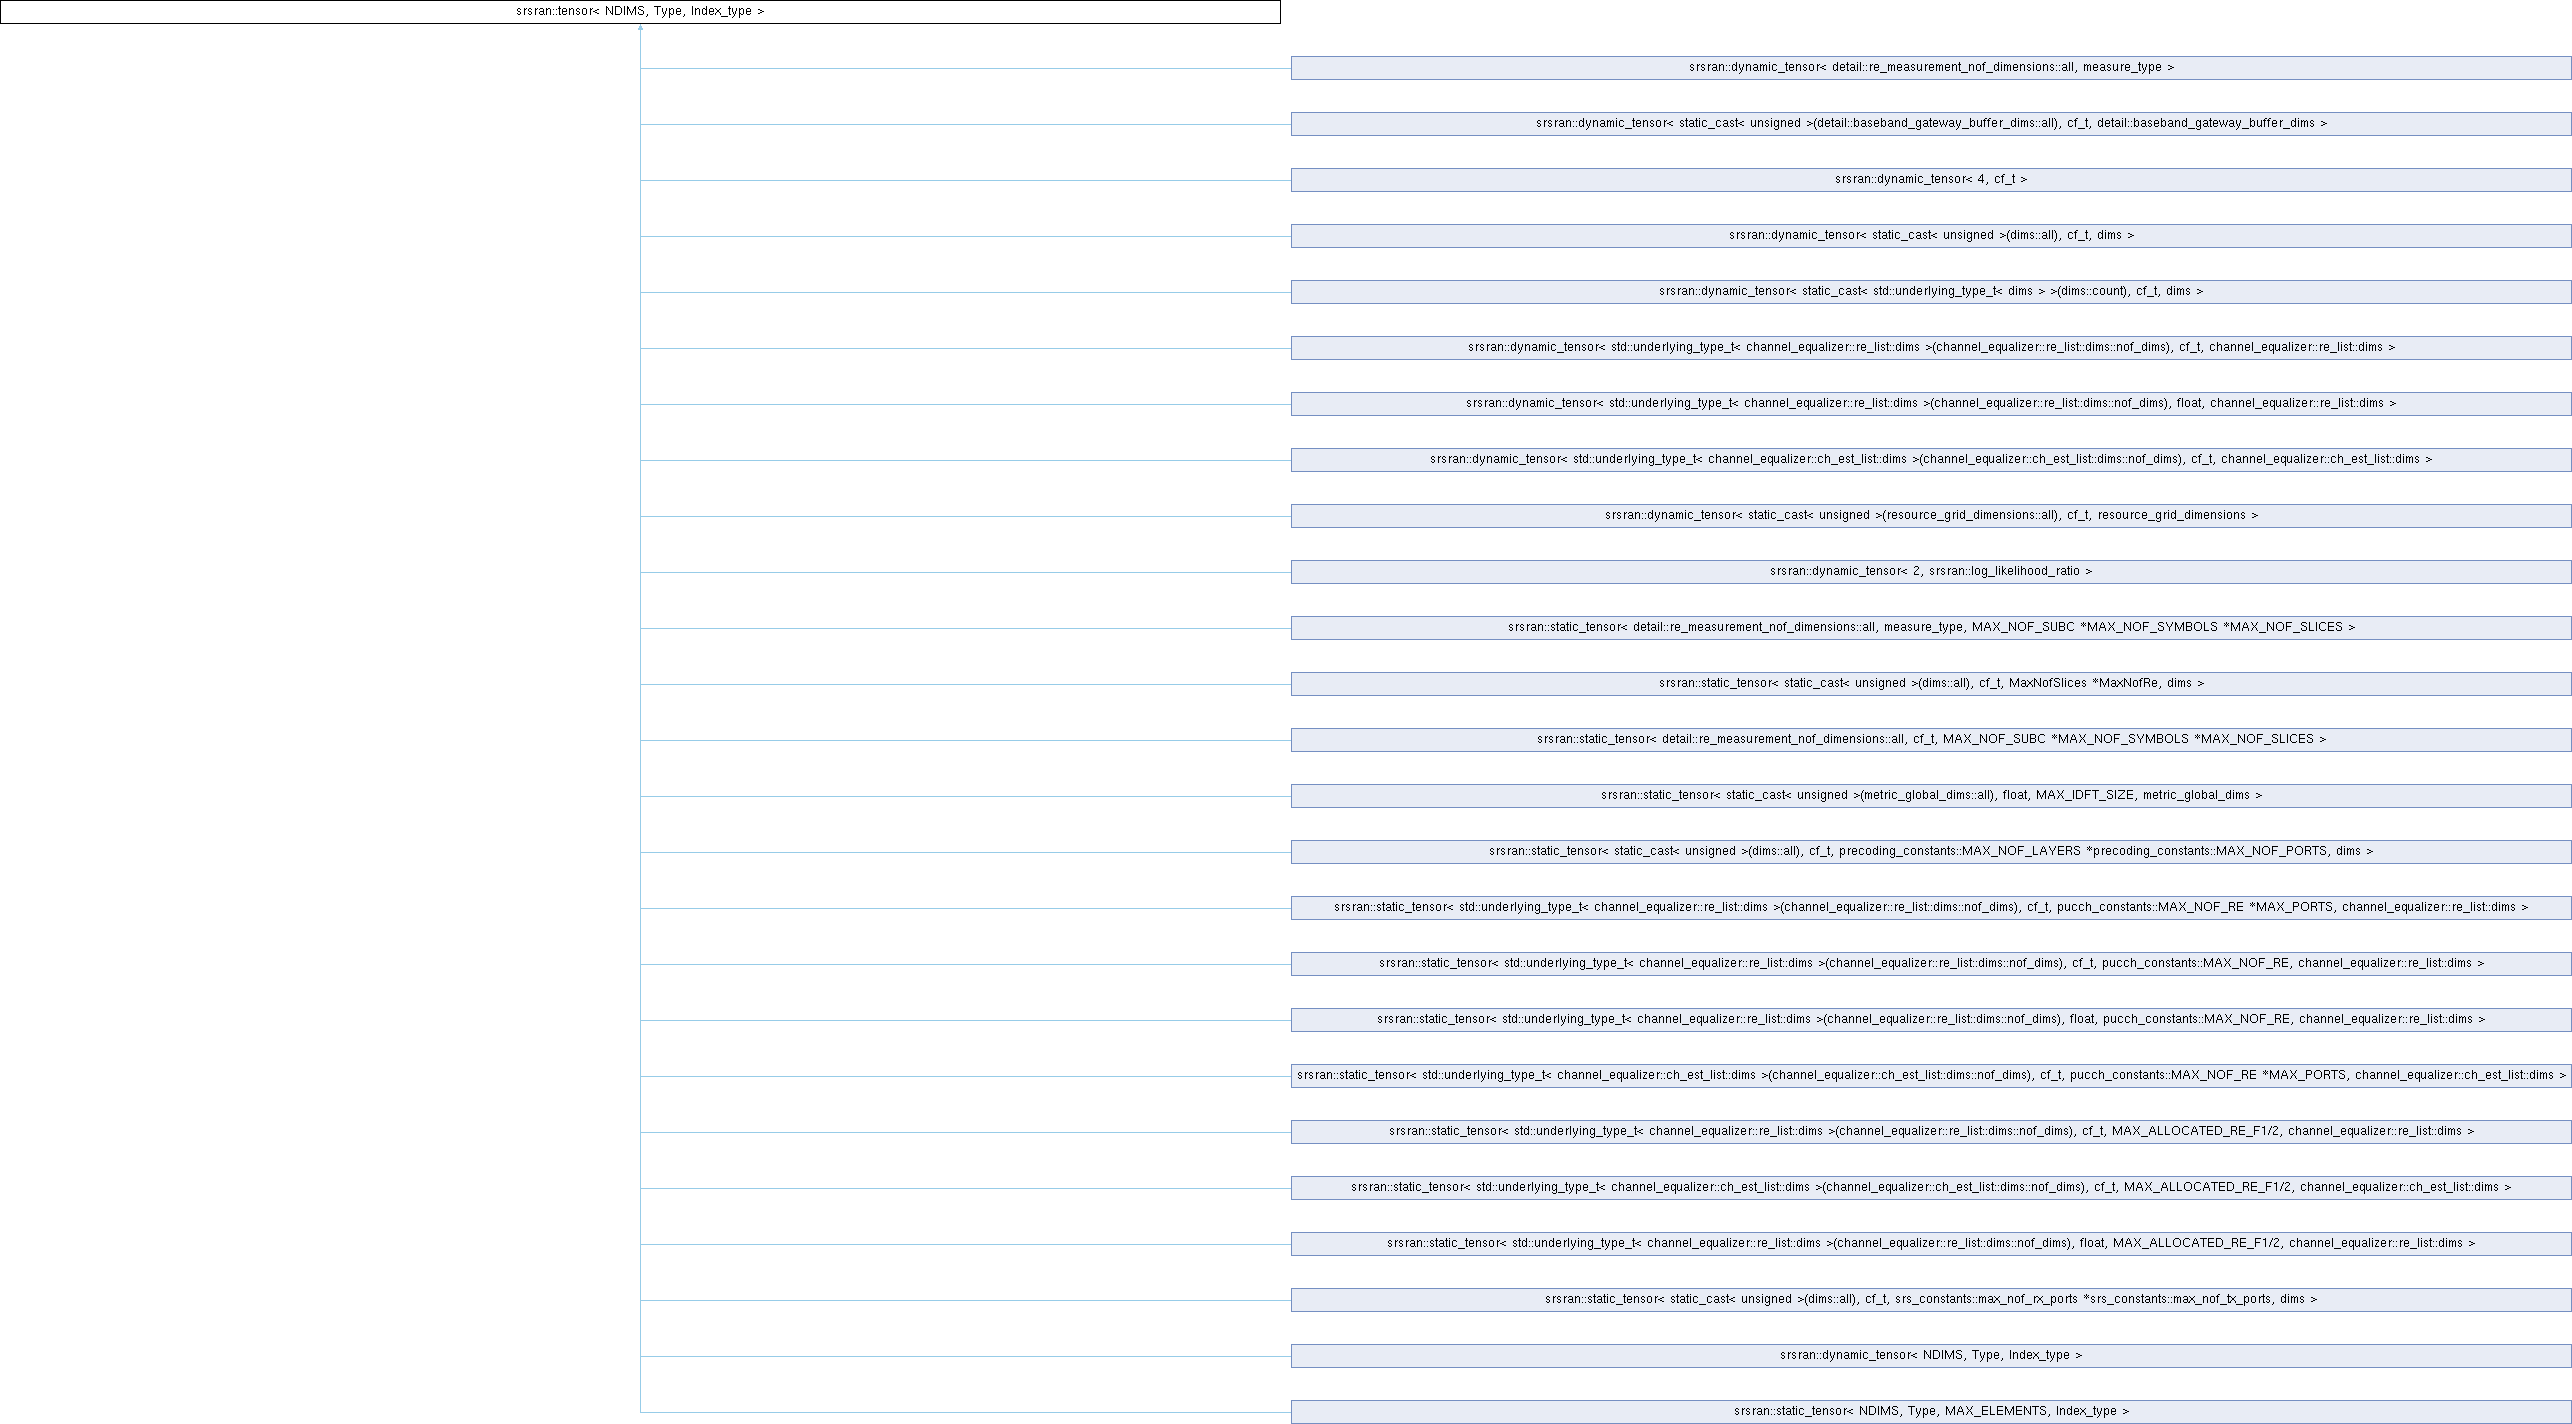 srsran::tensor< NDIMS, Type, Index_type >
srsran::dynamic_tensor< detail::re_measurement_nof_dimensions::all, measure_type >
srsran::dynamic_tensor< static_cast< unsigned >(detail::baseband_gateway_buffer_dims::all), cf_t, detail::baseband_gateway_buffer_dims >
srsran::dynamic_tensor< 4, cf_t >
srsran::dynamic_tensor< static_cast< unsigned >(dims::all), cf_t, dims >
srsran::dynamic_tensor< static_cast< std::underlying_type_t< dims > >(dims::count), cf_t, dims >
srsran::dynamic_tensor< std::underlying_type_t< channel_equalizer::re_list::dims >(channel_equalizer::re_list::dims::nof_dims), cf_t, channel_equalizer::re_list::dims >
srsran::dynamic_tensor< std::underlying_type_t< channel_equalizer::re_list::dims >(channel_equalizer::re_list::dims::nof_dims), float, channel_equalizer::re_list::dims >
srsran::dynamic_tensor< std::underlying_type_t< channel_equalizer::ch_est_list::dims >(channel_equalizer::ch_est_list::dims::nof_dims), cf_t, channel_equalizer::ch_est_list::dims >
srsran::dynamic_tensor< static_cast< unsigned >(resource_grid_dimensions::all), cf_t, resource_grid_dimensions >
srsran::dynamic_tensor< 2, srsran::log_likelihood_ratio >
srsran::static_tensor< detail::re_measurement_nof_dimensions::all, measure_type, MAX_NOF_SUBC *MAX_NOF_SYMBOLS *MAX_NOF_SLICES >
srsran::static_tensor< static_cast< unsigned >(dims::all), cf_t, MaxNofSlices *MaxNofRe, dims >
srsran::static_tensor< detail::re_measurement_nof_dimensions::all, cf_t, MAX_NOF_SUBC *MAX_NOF_SYMBOLS *MAX_NOF_SLICES >
srsran::static_tensor< static_cast< unsigned >(metric_global_dims::all), float, MAX_IDFT_SIZE, metric_global_dims >
srsran::static_tensor< static_cast< unsigned >(dims::all), cf_t, precoding_constants::MAX_NOF_LAYERS *precoding_constants::MAX_NOF_PORTS, dims >
srsran::static_tensor< std::underlying_type_t< channel_equalizer::re_list::dims >(channel_equalizer::re_list::dims::nof_dims), cf_t, pucch_constants::MAX_NOF_RE *MAX_PORTS, channel_equalizer::re_list::dims >
srsran::static_tensor< std::underlying_type_t< channel_equalizer::re_list::dims >(channel_equalizer::re_list::dims::nof_dims), cf_t, pucch_constants::MAX_NOF_RE, channel_equalizer::re_list::dims >
srsran::static_tensor< std::underlying_type_t< channel_equalizer::re_list::dims >(channel_equalizer::re_list::dims::nof_dims), float, pucch_constants::MAX_NOF_RE, channel_equalizer::re_list::dims >
srsran::static_tensor< std::underlying_type_t< channel_equalizer::ch_est_list::dims >(channel_equalizer::ch_est_list::dims::nof_dims), cf_t, pucch_constants::MAX_NOF_RE *MAX_PORTS, channel_equalizer::ch_est_list::dims >
srsran::static_tensor< std::underlying_type_t< channel_equalizer::re_list::dims >(channel_equalizer::re_list::dims::nof_dims), cf_t, MAX_ALLOCATED_RE_F1/2, channel_equalizer::re_list::dims >
srsran::static_tensor< std::underlying_type_t< channel_equalizer::ch_est_list::dims >(channel_equalizer::ch_est_list::dims::nof_dims), cf_t, MAX_ALLOCATED_RE_F1/2, channel_equalizer::ch_est_list::dims >
srsran::static_tensor< std::underlying_type_t< channel_equalizer::re_list::dims >(channel_equalizer::re_list::dims::nof_dims), float, MAX_ALLOCATED_RE_F1/2, channel_equalizer::re_list::dims >
srsran::static_tensor< static_cast< unsigned >(dims::all), cf_t, srs_constants::max_nof_rx_ports *srs_constants::max_nof_tx_ports, dims >
srsran::dynamic_tensor< NDIMS, Type, Index_type >
srsran::static_tensor< NDIMS, Type, MAX_ELEMENTS, Index_type >